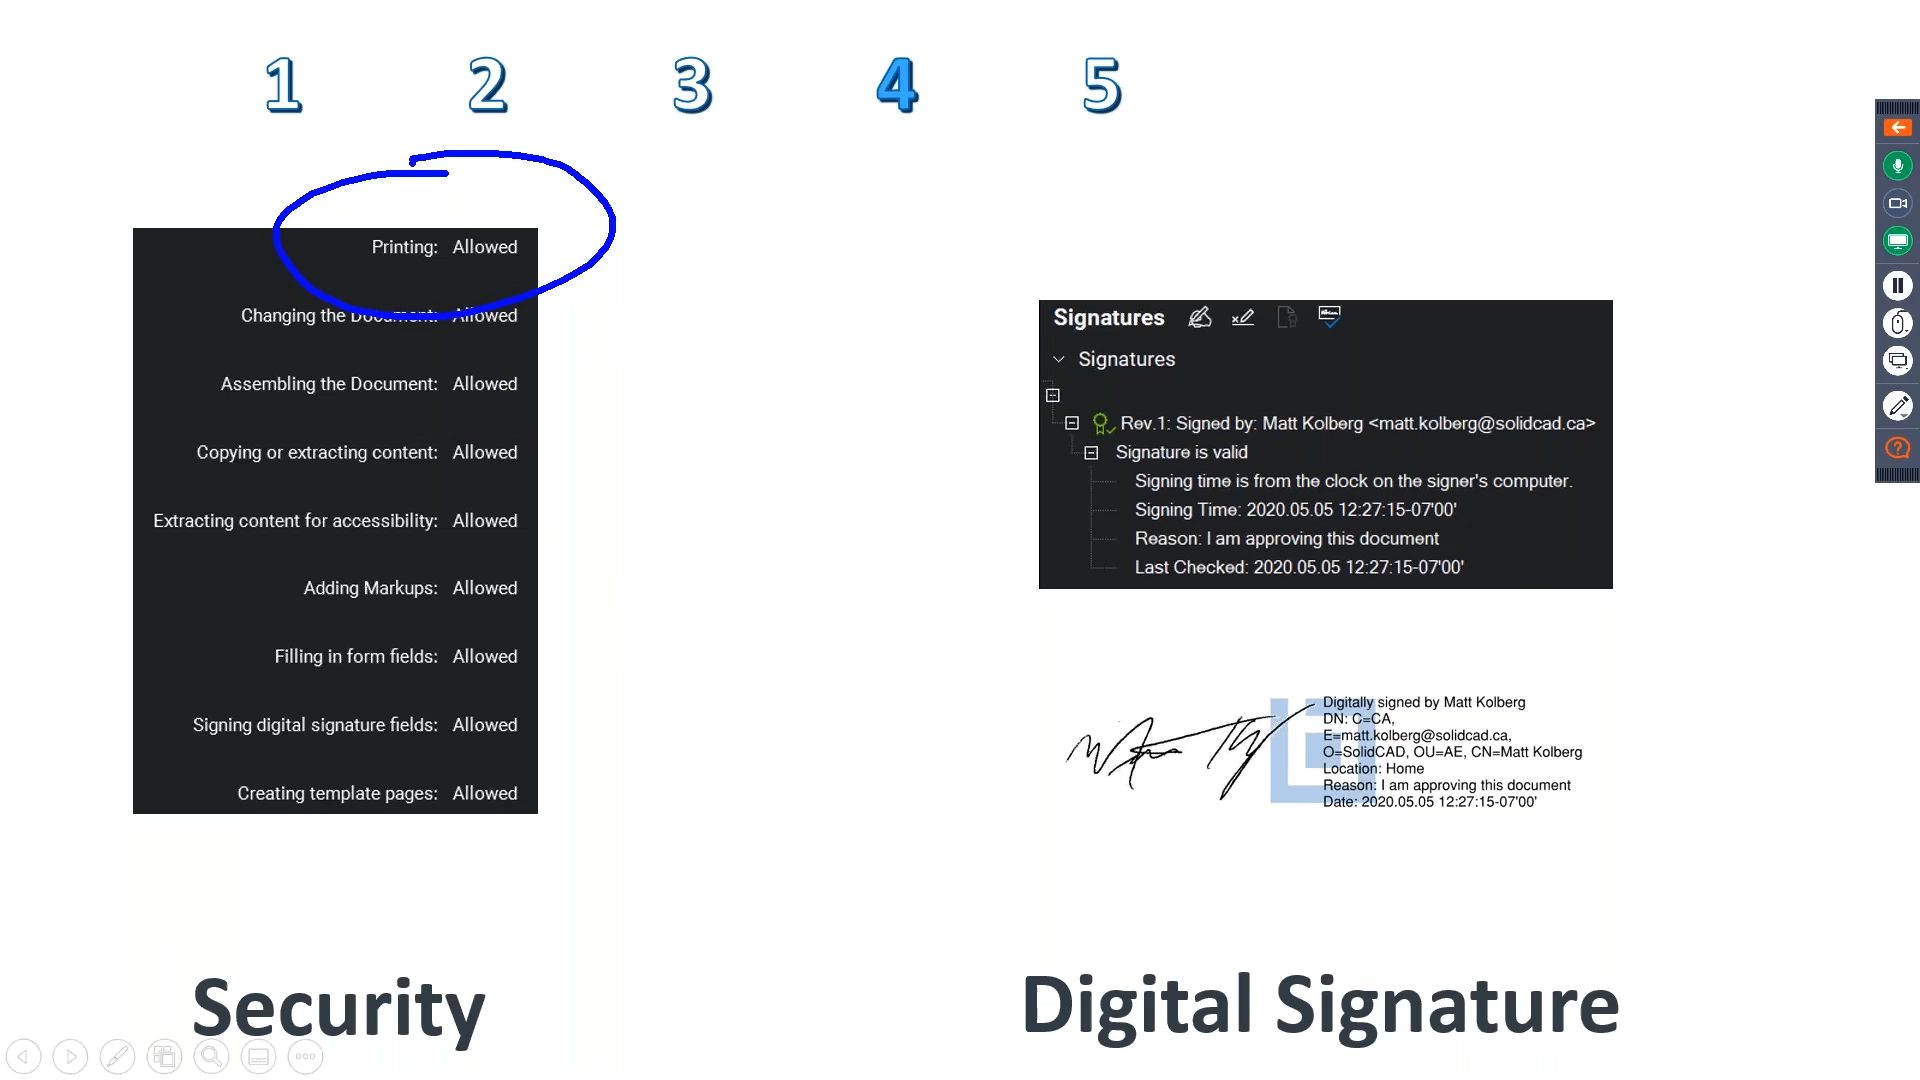 1 2 3 4 5
Printing: Allowed
Changing the Document: Allowed
Assembling the Document: Allowed
Copying or extracting content: Allowed
Extracting content for accessibility: Allowed
Adding Markups: Allowed
Filling in form fields: Allowed
Signing digital signature fields: Allowed
Creating template pages: Allowed
Security
Signatures
Signatures
Rev.1: Signed by: Matt Kolberg <matt.kolberg@solidcad.ca>
Signature is valid
Signing time is from the clock on the signer's computer.
Signing Time: 2020.05.05 12:27:15-07'00'
Reason: I am approving this document
Last Checked: 2020.05.05 12:27:15-07'00'
Digitally signed by Matt Kolberg
DN: C=CA,
E=matt.kolberg@solidcad.ca,
O=SolidCAD, OU=AE, CN=Matt Kolberg
Location: Home
Reason: I am approving this document
Date: 2020.05.05 12:27:15-07'00'
Digital Signature